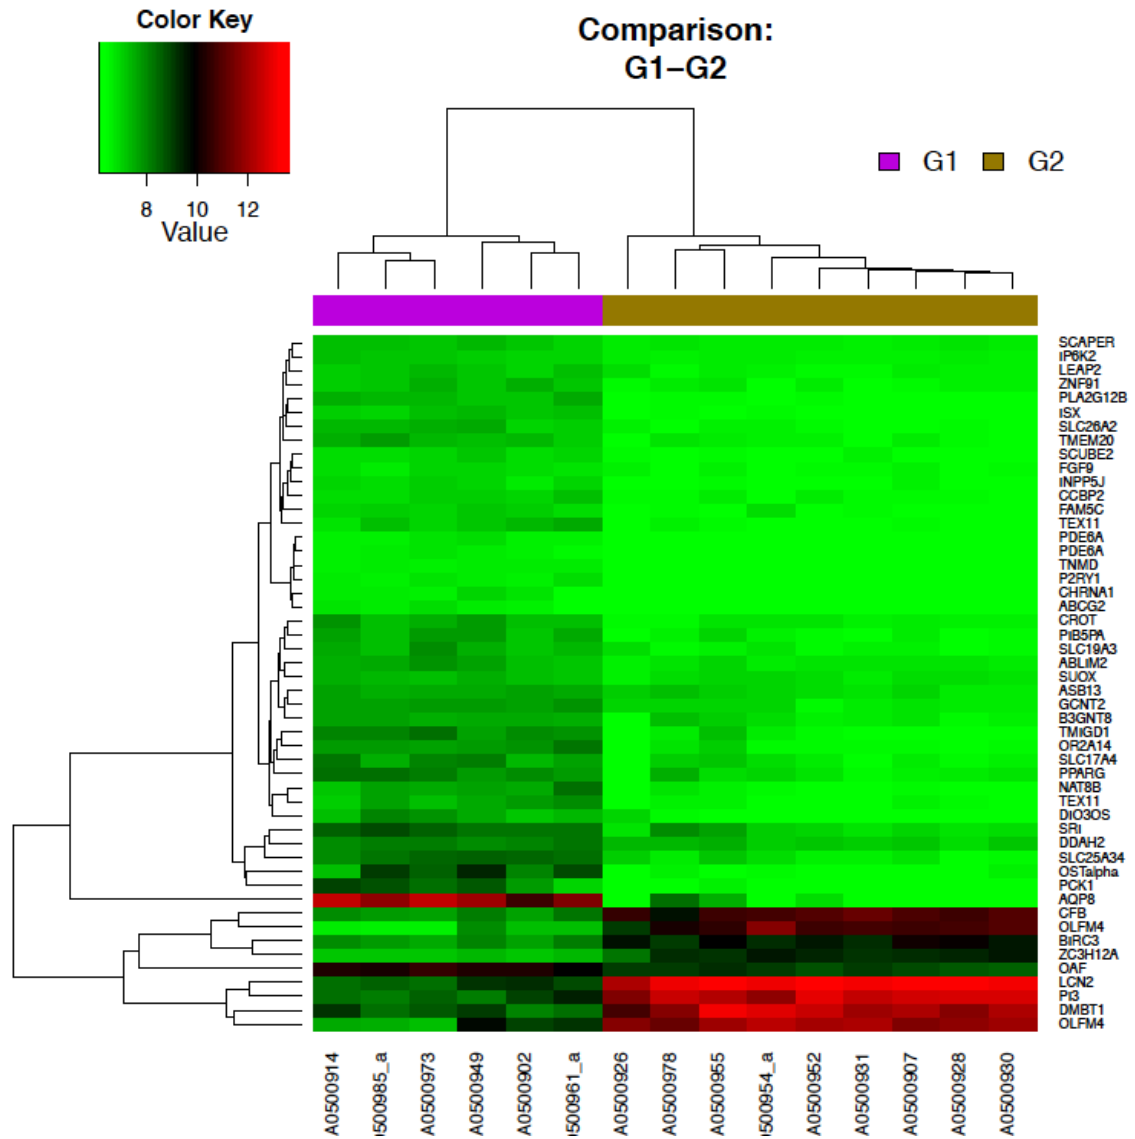 Color Key
8 10 12
Value
Comparison:
G1–G2
G1 G2
SCAPER
iP6K2
LEAP2
ZNF91
PLA2G12B
iSX
SLC26A2
TMEM20
SCUBE2
FGF9
iNPP5J
CCBP2
FAM5C
TEX11
PDE6A
PDE6A
TNMD
P2RY1
CHRNA1
ABCG2
CROT
PiB5PA
SLC19A3
ABLiM2
SUOX
ASB13
GCNT2
B3GNT8
TMiGD1
OR2A14
SLC17A4
PPARG
NAT8B
TEX11
DiO3OS
SRi
DDAH2
SLC25A34
OSTalpha
PCK1
AQP8
CFB
OLFM4
BiRC3
ZC3H12A
OAF
LCN2
Pi3
DMBT1
OLFM4
A0500914
0500985_a
A0500973
A0500949
A0500902
0500961_a
A0500926
A0500978
A0500955
0500954_a
A0500952
A0500931
A0500907
A0500928
A0500930